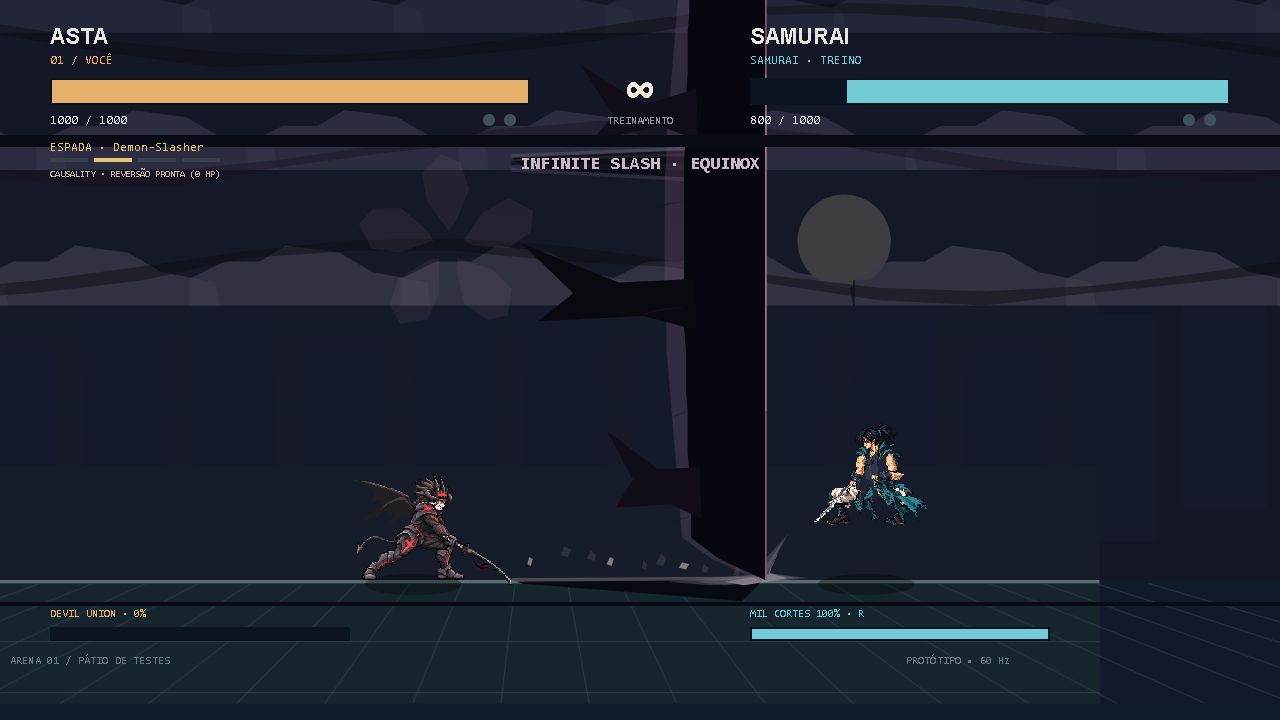 ASTA
01 / VOCÊ
1000 / 1000
∞
TREINAMENTO
SAMURAI
SAMURAI · TREINO
800 / 1000
ESPADA · Demon-Slasher
CAUSALITY · REVERSÃO PRONTA (0 HP)
INFINITE SLASH · EQUINOX
DEVIL UNION · 0%
MIL CORTES 100% · R
ARENA 01 / PÁTIO DE TESTES
PROTÓTIPO • 60 Hz